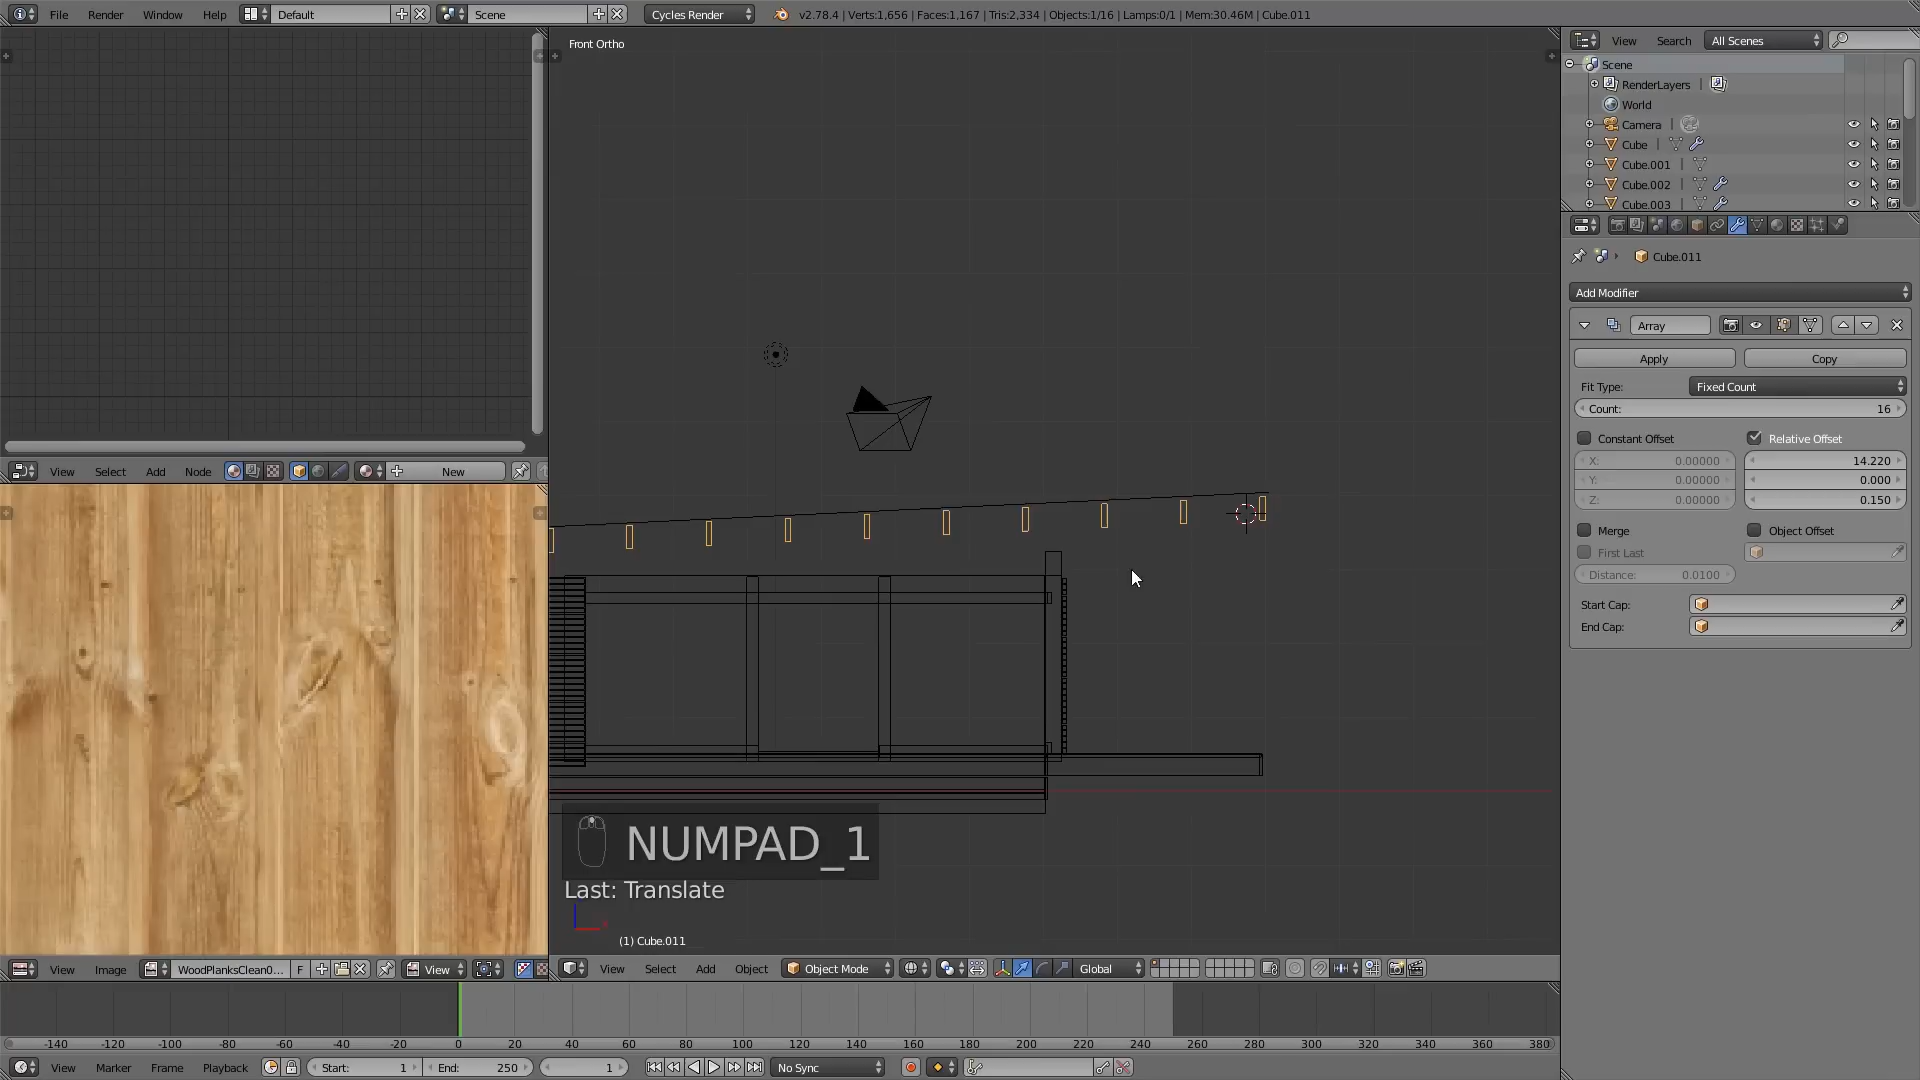 File Render Window Help Default Scene Cycles Render v2.78.4 | Verts:1,656 | Faces:1,167 | Tris:2,334 | Objects:1/16 | Lamps:0/1 | Mem:30.46M | Cube.011
Front Ortho
View Search All Scenes
Scene
RenderLayers |
World
Camera |
Cube |
Cube.001 |
Cube.002 |
Cube.003 |
Cube.011
Add Modifier
Array
Apply Copy
Fit Type: Fixed Count
Count: 16
Constant Offset Relative Offset
X: 0.00000 14.220
Y: 0.00000 0.000
Z: 0.00000 0.150
Merge Object Offset
First Last
Distance: 0.0100
Start Cap:
End Cap:
View Select Add Node New
NUMPAD_1
Last: Translate
(1) Cube.011
View Image WoodPlanksClean0... F View
View Select Add Object Object Mode Global
-140 -120 -100 -80 -60 -40 -20 0 20 40 60 80 100 120 140 160 180 200 220 240 260 280 300 320 340 360 380
View Marker Frame Playback Start: 1 End: 250 1 No Sync